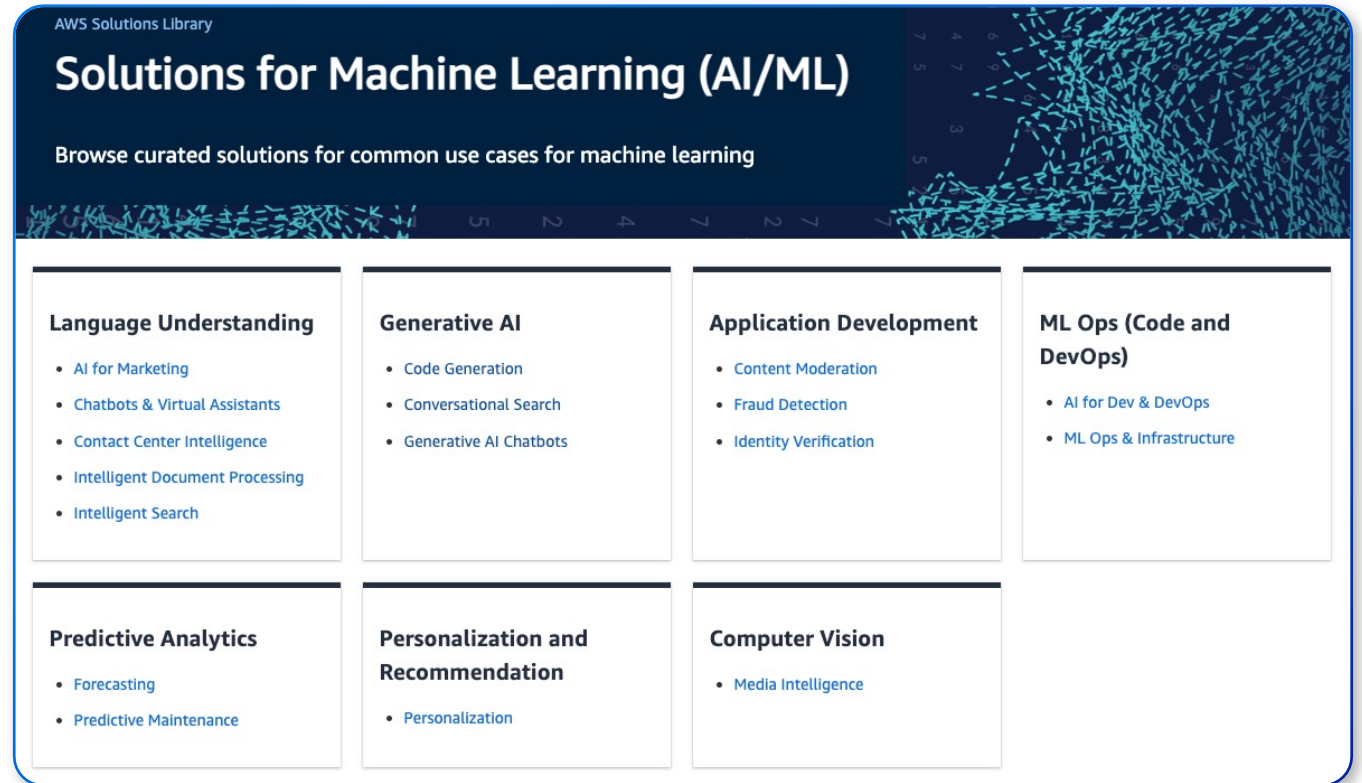 AWS Solutions Library
Solutions for Machine Learning (AI/ML)
Browse curated solutions for common use cases for machine learning
Language Understanding
• AI for Marketing
• Chatbots & Virtual Assistants
• Contact Center Intelligence
• Intelligent Document Processing
• Intelligent Search
Generative AI
• Code Generation
• Conversational Search
• Generative AI Chatbots
Application Development
• Content Moderation
• Fraud Detection
• Identity Verification
ML Ops (Code and
DevOps)
• AI for Dev & DevOps
• ML Ops & Infrastructure
Predictive Analytics
• Forecasting
• Predictive Maintenance
Personalization and
Recommendation
• Personalization
Computer Vision
• Media Intelligence